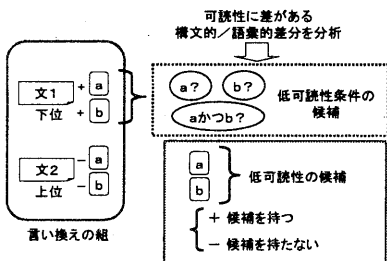 可読性に差がある
構文的／語彙的差分を分析
文1
+ a
下位
+ b
a？
b？
aかつb？
低可読性条件の
候補
文2
− a
上位
− b
言い換えの組
a
b
低可読性の候補
+ 候補を持つ
− 候補を持たない